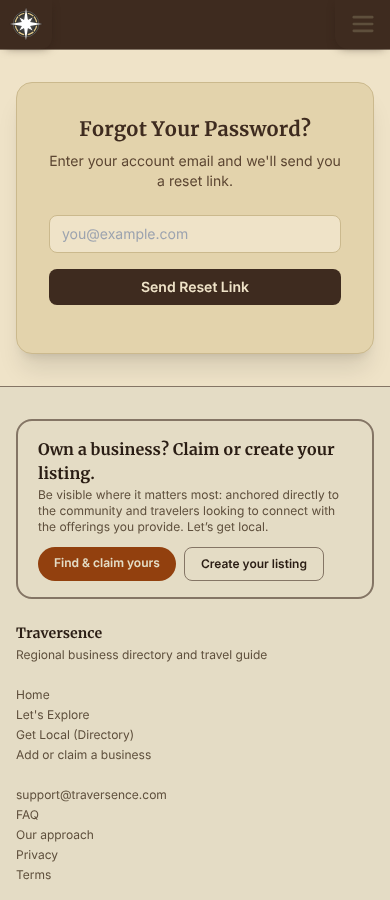 Forgot Your Password?
Enter your account email and we'll send you
a reset link.
you@example.com
Send Reset Link
Own a business? Claim or create your
listing.
Be visible where it matters most: anchored directly to
the community and travelers looking to connect with
the offerings you provide. Let’s get local.
Find & claim yours
Create your listing
Traversence
Regional business directory and travel guide
Home
Let's Explore
Get Local (Directory)
Add or claim a business
support@traversence.com
FAQ
Our approach
Privacy
Terms